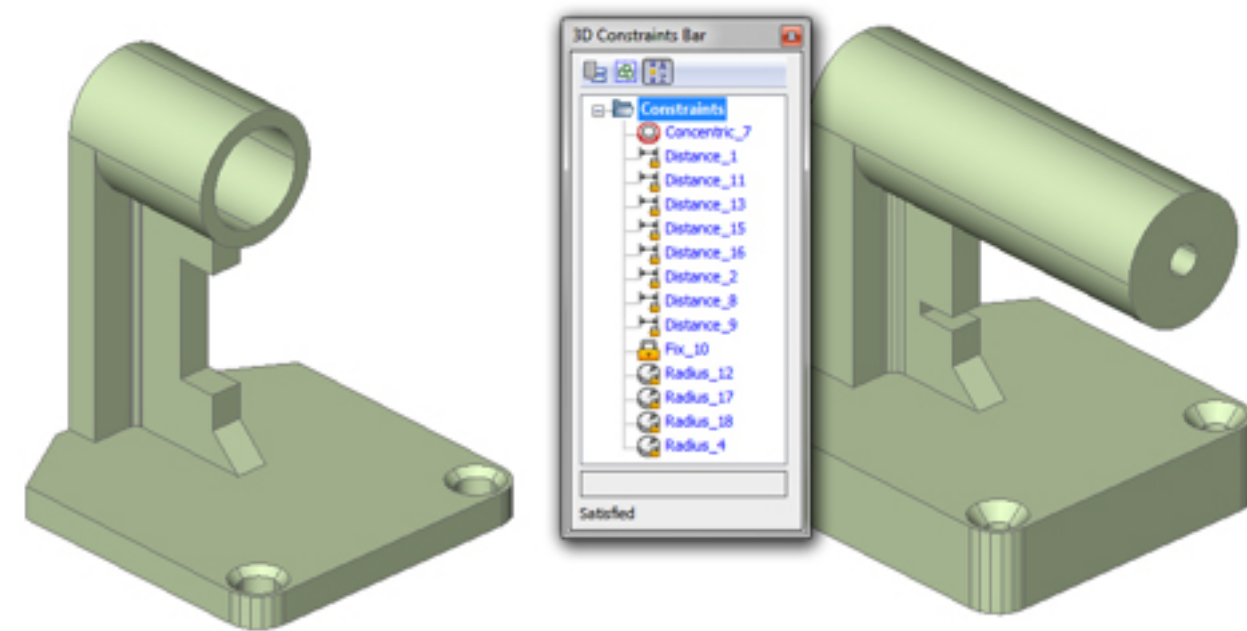 3D Constraints Bar
Constraints
Concentric_7
Distance_1
Distance_11
Distance_13
Distance_15
Distance_16
Distance_2
Distance_8
Distance_9
Fix_10
Radius_12
Radius_17
Radius_18
Radius_4
Satisfied